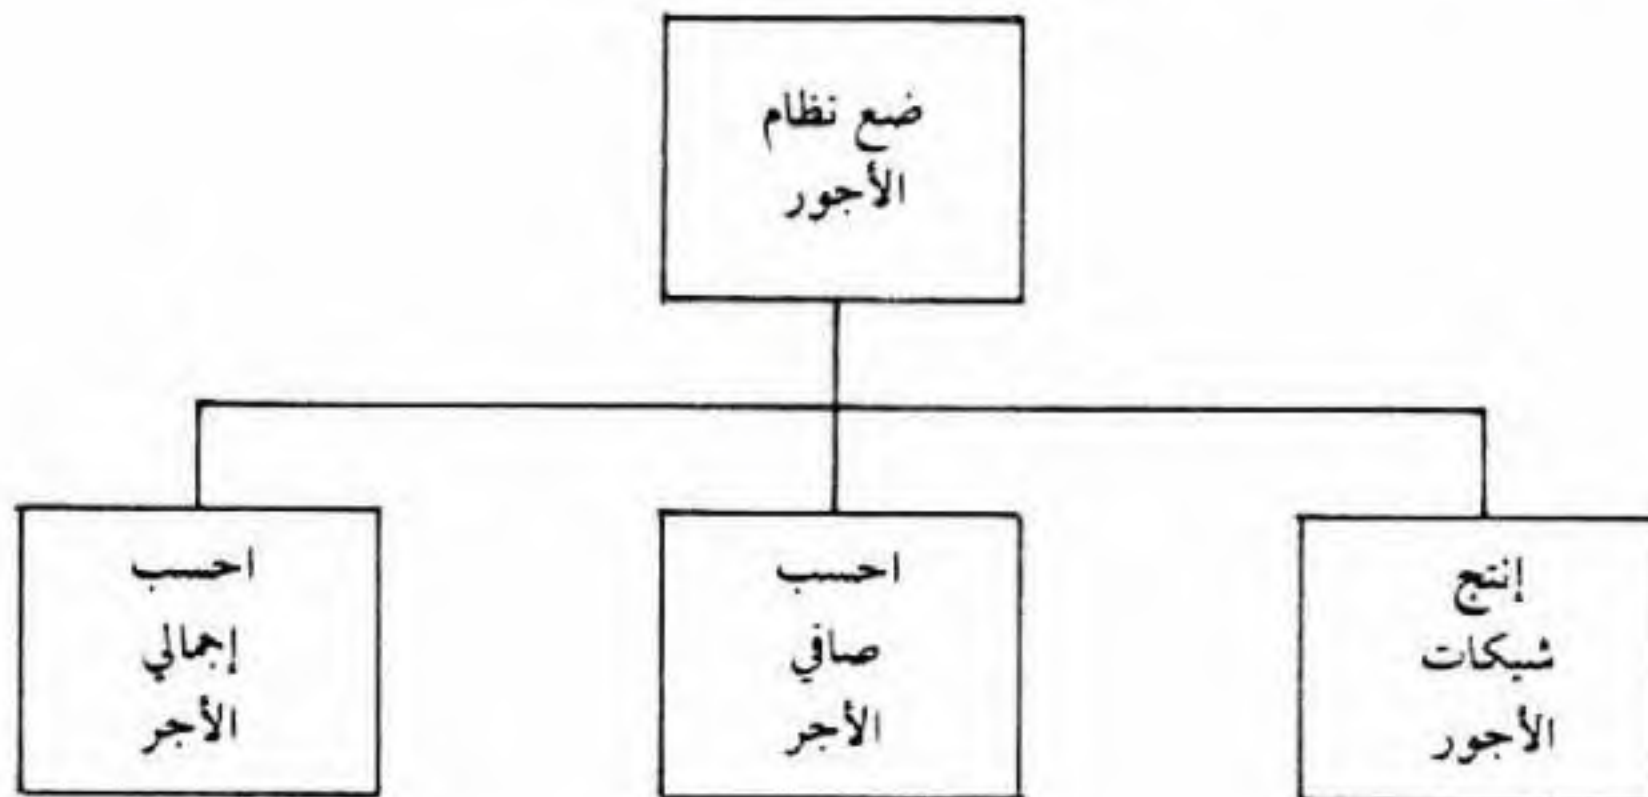 ضع نظام
الأجور
إنتج
شيكات
الأجور
احسب
صافي
الأجر
احسب
إجمالي
الأجر